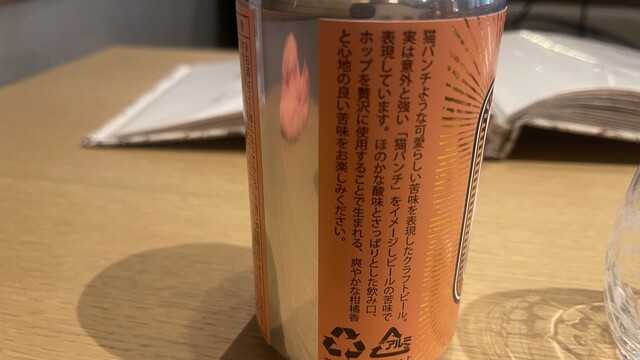 猫パンチような可愛らしい苦味を表現したクラフトビール。
実は意外と強い「猫パンチ」をイメージしビールの苦味で
表現しています。ほのかな酸味とさっぱりとした飲み口、
ホップを贅沢に使用することで生まれる、爽やかな柑橘香
と心地の良い苦味をお楽しみください。
アルミ